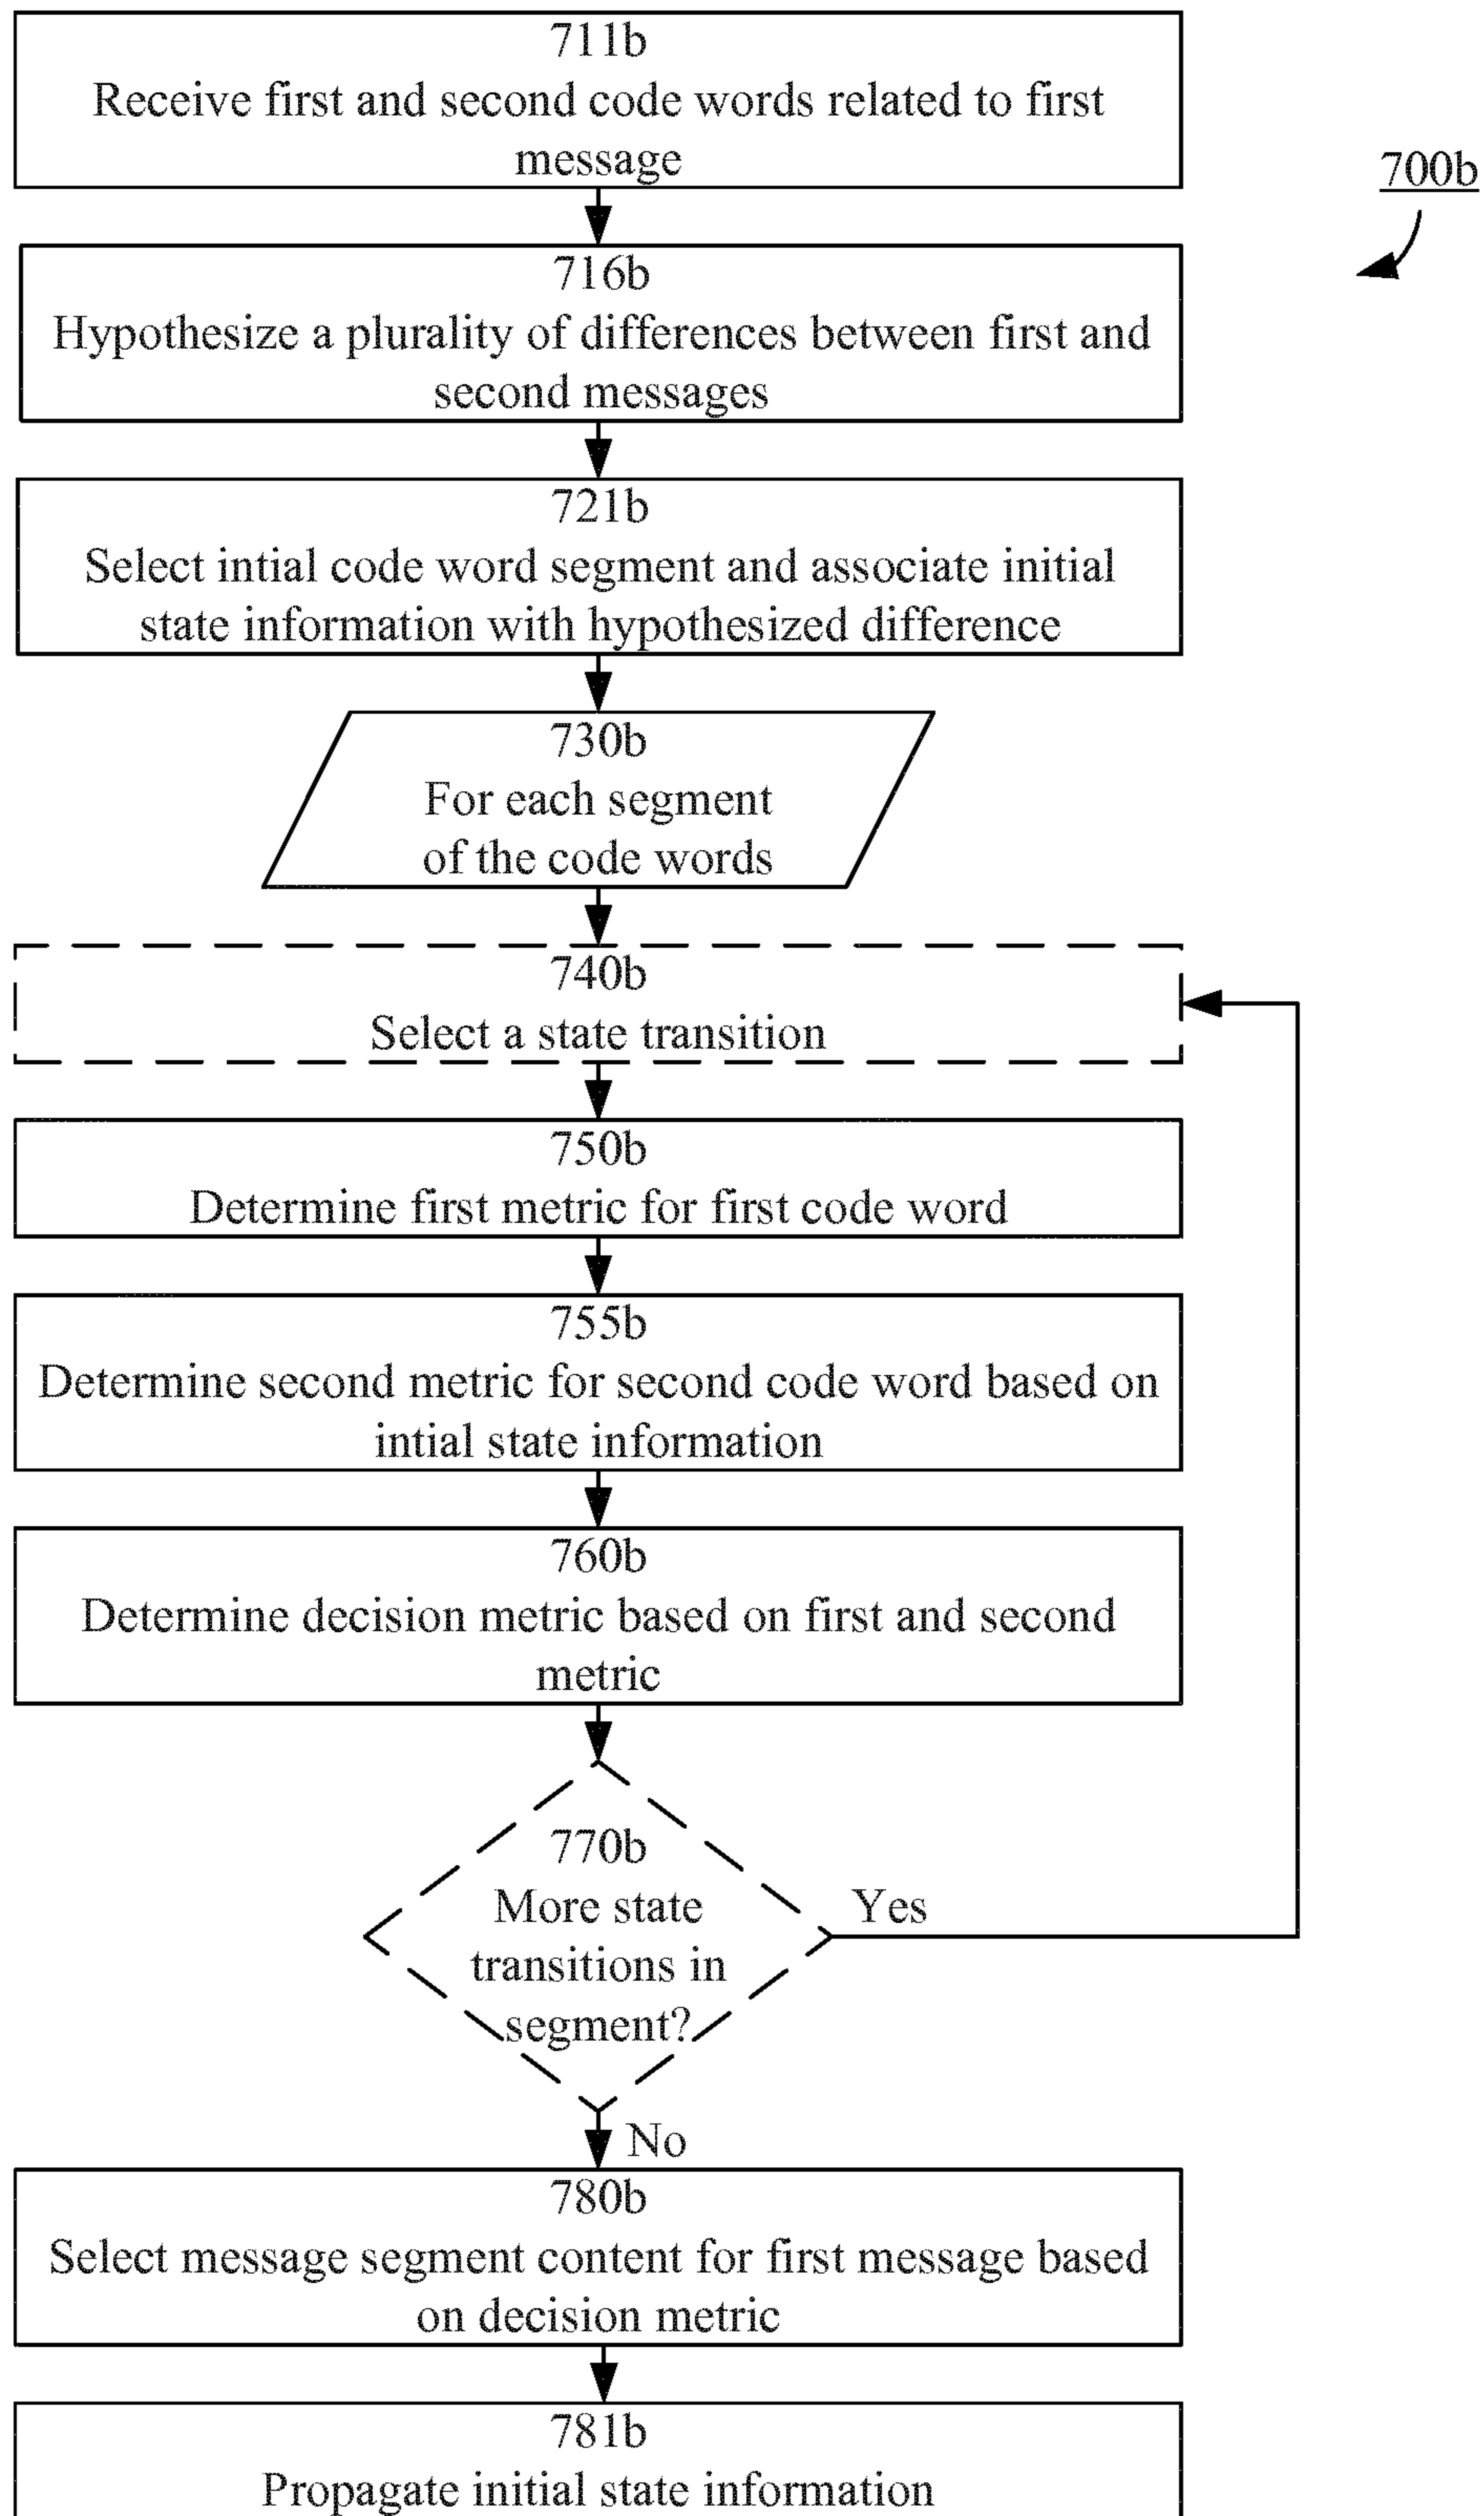 711b
Receive first and second code words related to first
message
700b
716b
Hypothesize a plurality of differences between first and
second messages
721b
Select intial code word segment and associate initial
state information with hypothesized difference
730b
For each segment
of the code words
740b
Select a state transition
750b
Determine first metric for first code word
755b
Determine second metric for second code word based on
intial state information
760b
Determine decision metric based on first and second
metric
770b
More state
transitions in
segment?
Yes
No
780b
Select message segment content for first message based
on decision metric
781b
Propagate initial state information